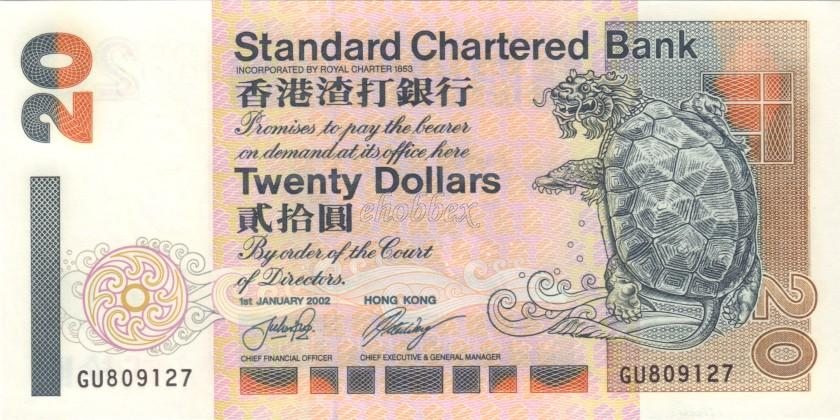 20
Standard Chartered Bank
INCORPORATED BY ROYAL CHARTER 1853
香港渣打銀行
Promises to pay the bearer
on demand at its office here
Twenty Dollars
貳拾圓
ehobbex
By order of the Court
of Directors.
1st JANUARY 2002 HONG KONG
CHIEF FINANCIAL OFFICER CHIEF EXECUTIVE & GENERAL MANAGER
GU809127 GU809127
20